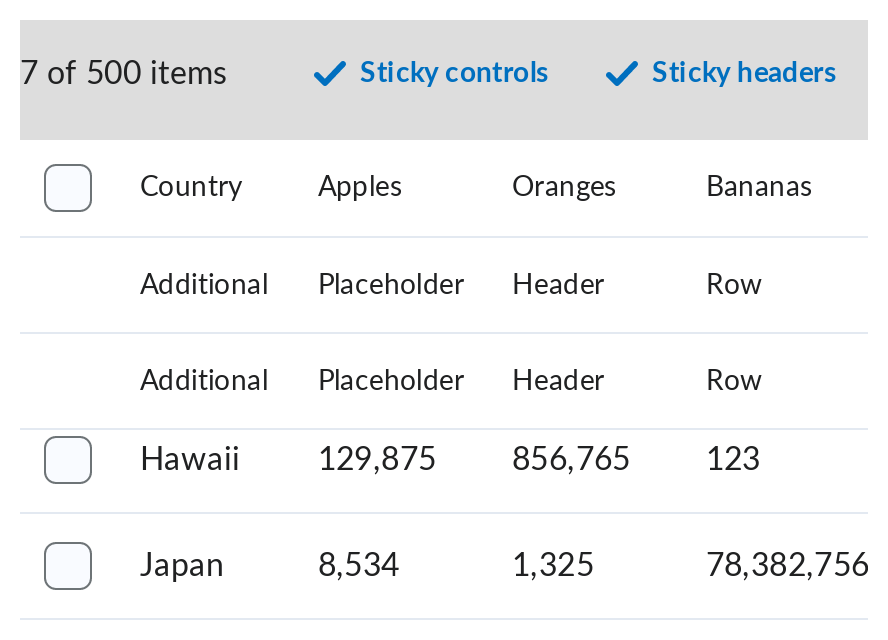 7 of 500 items Sticky controls Sticky headers
Country Apples Oranges Bananas
Additional Placeholder Header Row
Additional Placeholder Header Row
Hawaii 129,875 856,765 123
Japan 8,534 1,325 78,382,756